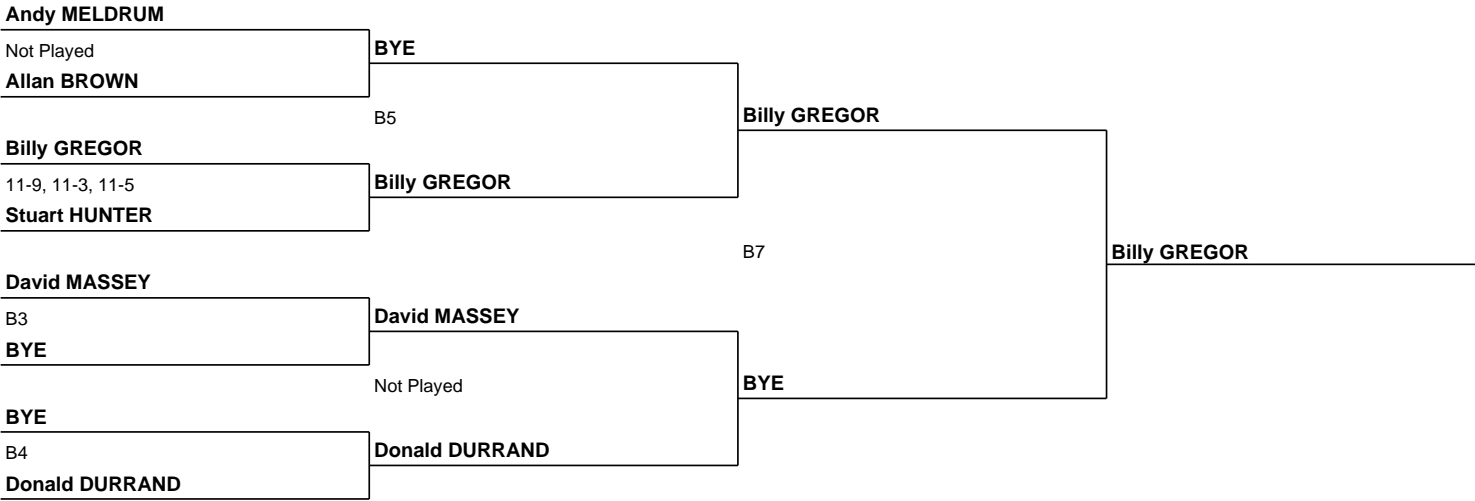 Andy MELDRUM
Not Played
BYE
Allan BROWN
B5
Billy GREGOR
Billy GREGOR
11-9, 11-3, 11-5
Billy GREGOR
Stuart HUNTER
B7
Billy GREGOR
David MASSEY
B3
David MASSEY
BYE
Not Played
BYE
BYE
B4
Donald DURRAND
Donald DURRAND